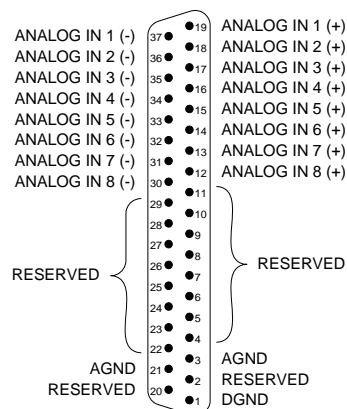 19 ANALOG IN 1 (+)
ANALOG IN 1 (-) 37
18 ANALOG IN 2 (+)
ANALOG IN 2 (-) 36
17 ANALOG IN 3 (+)
ANALOG IN 3 (-) 35
16 ANALOG IN 4 (+)
ANALOG IN 4 (-) 34
15 ANALOG IN 5 (+)
ANALOG IN 5 (-) 33
14 ANALOG IN 6 (+)
ANALOG IN 6 (-) 32
13 ANALOG IN 7 (+)
ANALOG IN 7 (-) 31
12 ANALOG IN 8 (+)
ANALOG IN 8 (-) 30
11
29
10
28
9
27
8
26
RESERVED
7
RESERVED
25
6
24
5
23
4
22
3 AGND
AGND 21
2 RESERVED
RESERVED 20
1 DGND